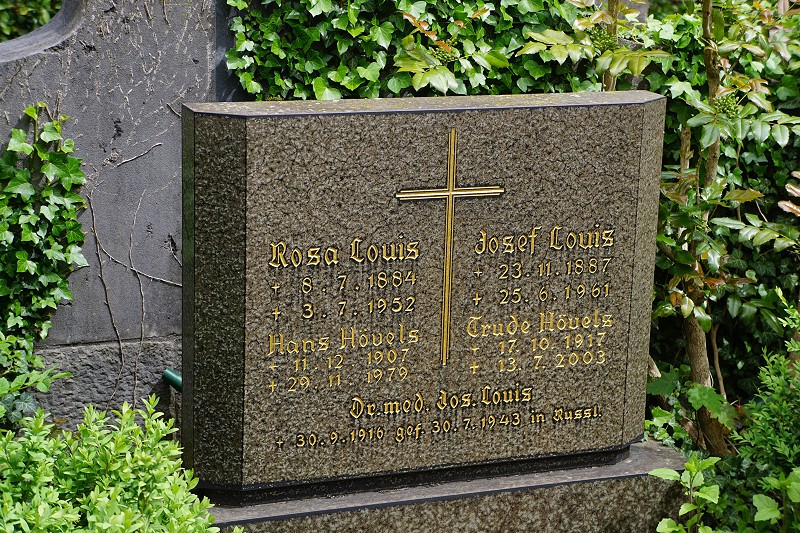 Rosa Louis
+ 8. 7. 1884
+ 3. 7. 1952
Hans Hövels
+ 11. 12. 1907
+ 29. 11. 1979
Josef Louis
+ 23. 11. 1887
+ 25. 6. 1961
Trude Hövels
+ 17. 10. 1917
+ 13. 7. 2003
Dr. med. Jos. Louis
+ 30. 9. 1916 gef. 30. 7. 1943 in Russl.